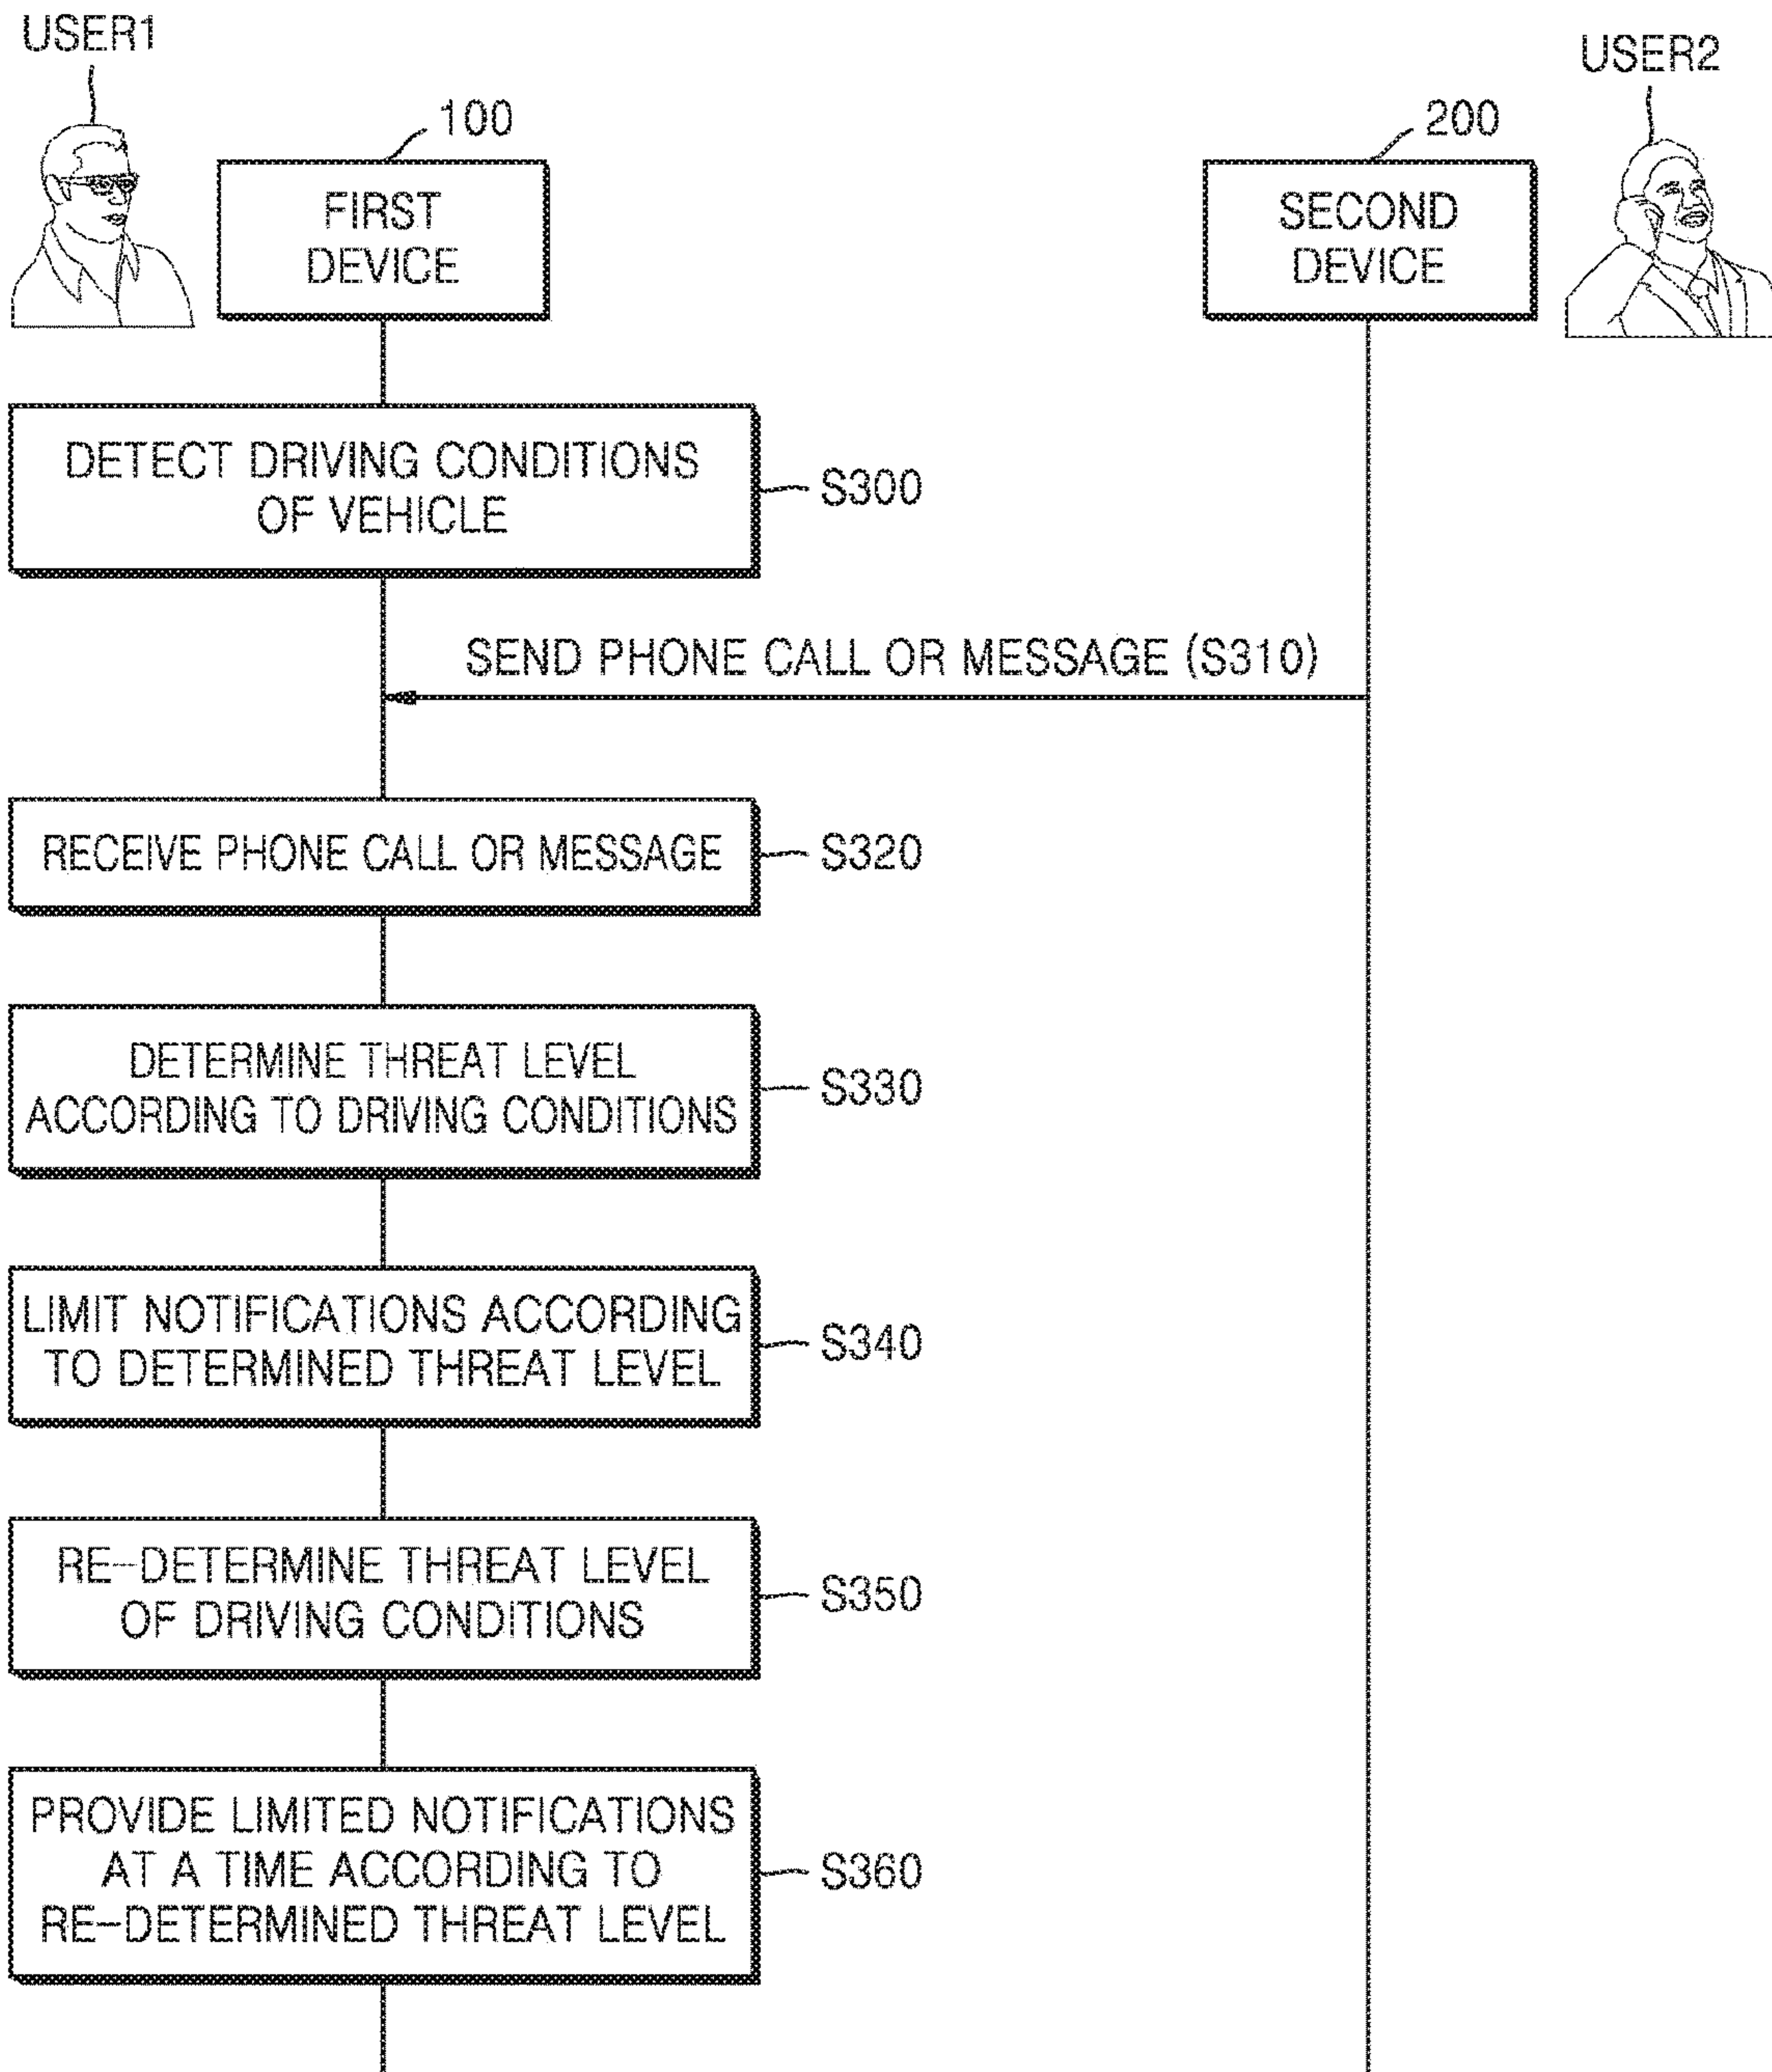 USER1
USER2
100
200
FIRST
DEVICE
SECOND
DEVICE
DETECT DRIVING CONDITIONS
OF VEHICLE
S300
SEND PHONE CALL OR MESSAGE (S310)
RECEIVE PHONE CALL OR MESSAGE
S320
DETERMINE THREAT LEVEL
ACCORDING TO DRIVING CONDITIONS
S330
LIMIT NOTIFICATIONS ACCORDING
TO DETERMINED THREAT LEVEL
S340
RE-DETERMINE THREAT LEVEL
OF DRIVING CONDITIONS
S350
PROVIDE LIMITED NOTIFICATIONS
AT A TIME ACCORDING TO
RE-DETERMINED THREAT LEVEL
S360